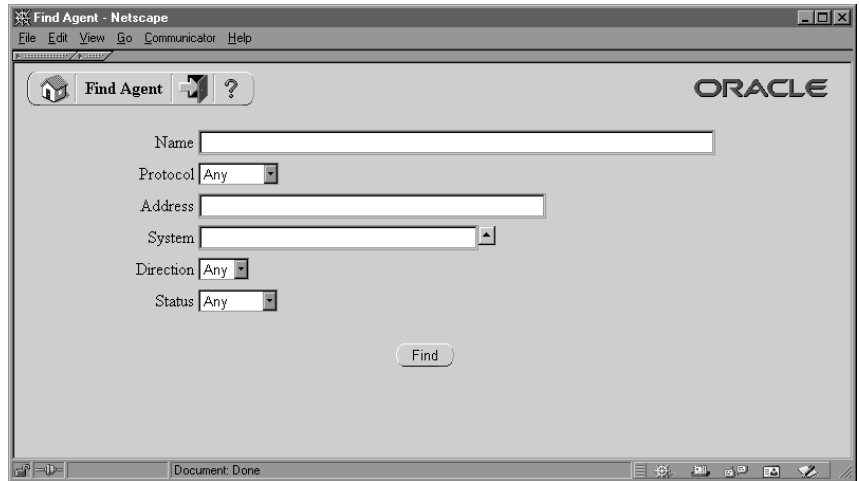 Find Agent - Netscape
File Edit View Go Communicator Help
Find Agent ?
ORACLE
Name
Protocol Any
Address
System
Direction Any
Status Any
Find
Document: Done